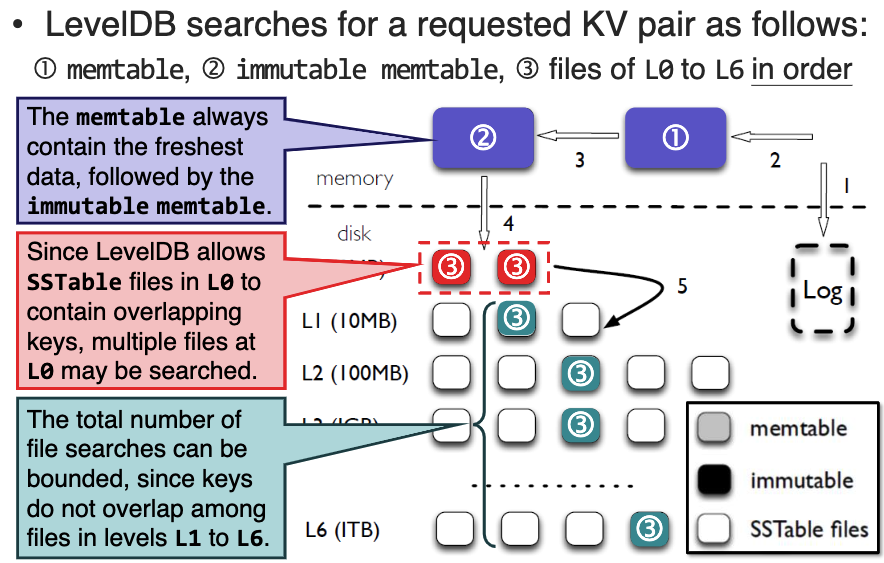 • LevelDB searches for a requested KV pair as follows:
① memtable, ② immutable memtable, ③ files of L0 to L6 in order
The memtable always
contain the freshest
data, followed by the
immutable memtable.
② 3 ① 2
memory
1
disk
4
Since LevelDB allows
SSTable files in L0 to
contain overlapping
keys, multiple files at
L0 may be searched.
③ ③
5
Log
L1 (10MB) ③
L2 (100MB) ③
③
The total number of
file searches can be
bounded, since keys
do not overlap among
files in levels L1 to L6.
L6 (1TB) ③
memtable
immutable
SSTable files